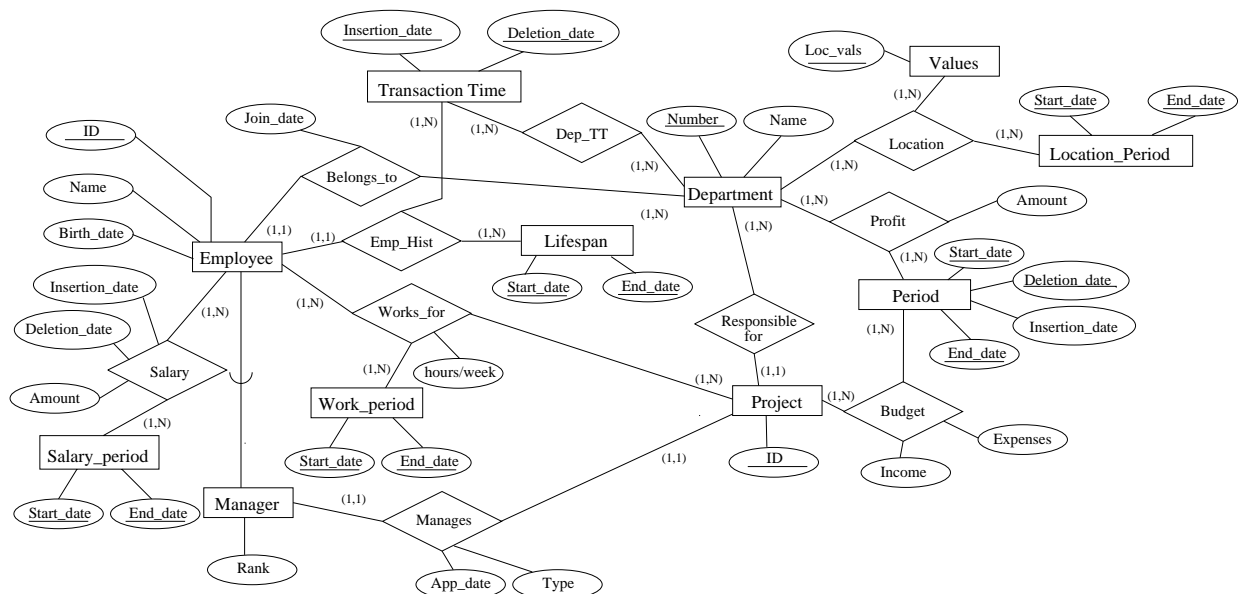 Insertion_date
Deletion_date
Transaction Time
Loc_vals
Values
Join_date
ID
(1,N)
(1,N)
Dep_TT
(1,N)
Number
Name
(1,N)
Start_date
End_date
Location
(1,N)
Location_Period
(1,N)
Name
Belongs_to
Department
(1,N)
(1,N)
(1,N)
Profit
Amount
Birth_date
(1,1)
(1,1)
Emp_Hist
(1,N)
Lifespan
Employee
Start_date
End_date
(1,N)
Start_date
Deletion_date
Period
Insertion_date
End_date
(1,N)
Insertion_date
(1,N)
(1,N)
Works_for
Responsible
for
Deletion_date
Salary
hours/week
(1,N)
(1,1)
Amount
(1,N)
Work_period
(1,N)
Project
(1,N)
Budget
Salary_period
Start_date
End_date
(1,1)
ID
Income
Expenses
Start_date
End_date
Manager
(1,1)
Manages
Rank
App_date
Type